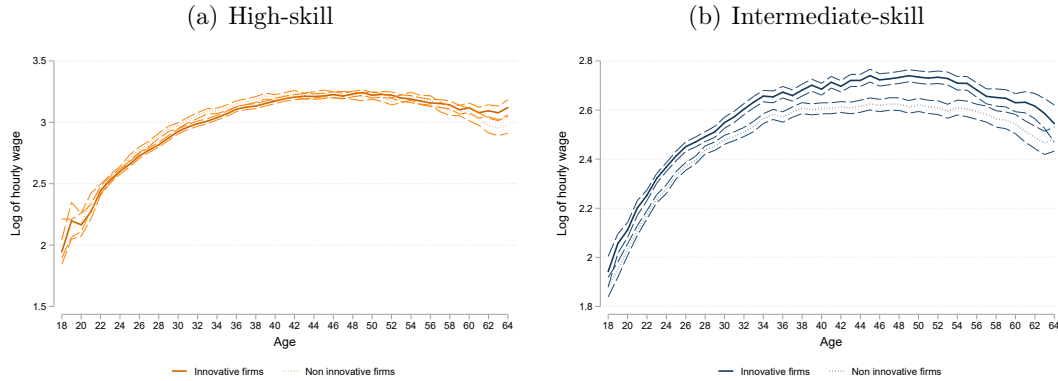 (a) High-skill
3.5
3
2.5
2
1.5
Log of hourly wage
18 20 22 24 26 28 30 32 34 36 38 40 42 44 46 48 50 52 54 56 58 60 62 64
Age
Innovative firms Non innovative firms
(b) Intermediate-skill
2.8
2.6
2.4
2.2
2
1.8
Log of hourly wage
18 20 22 24 26 28 30 32 34 36 38 40 42 44 46 48 50 52 54 56 58 60 62 64
Age
Innovative firms Non innovative firms